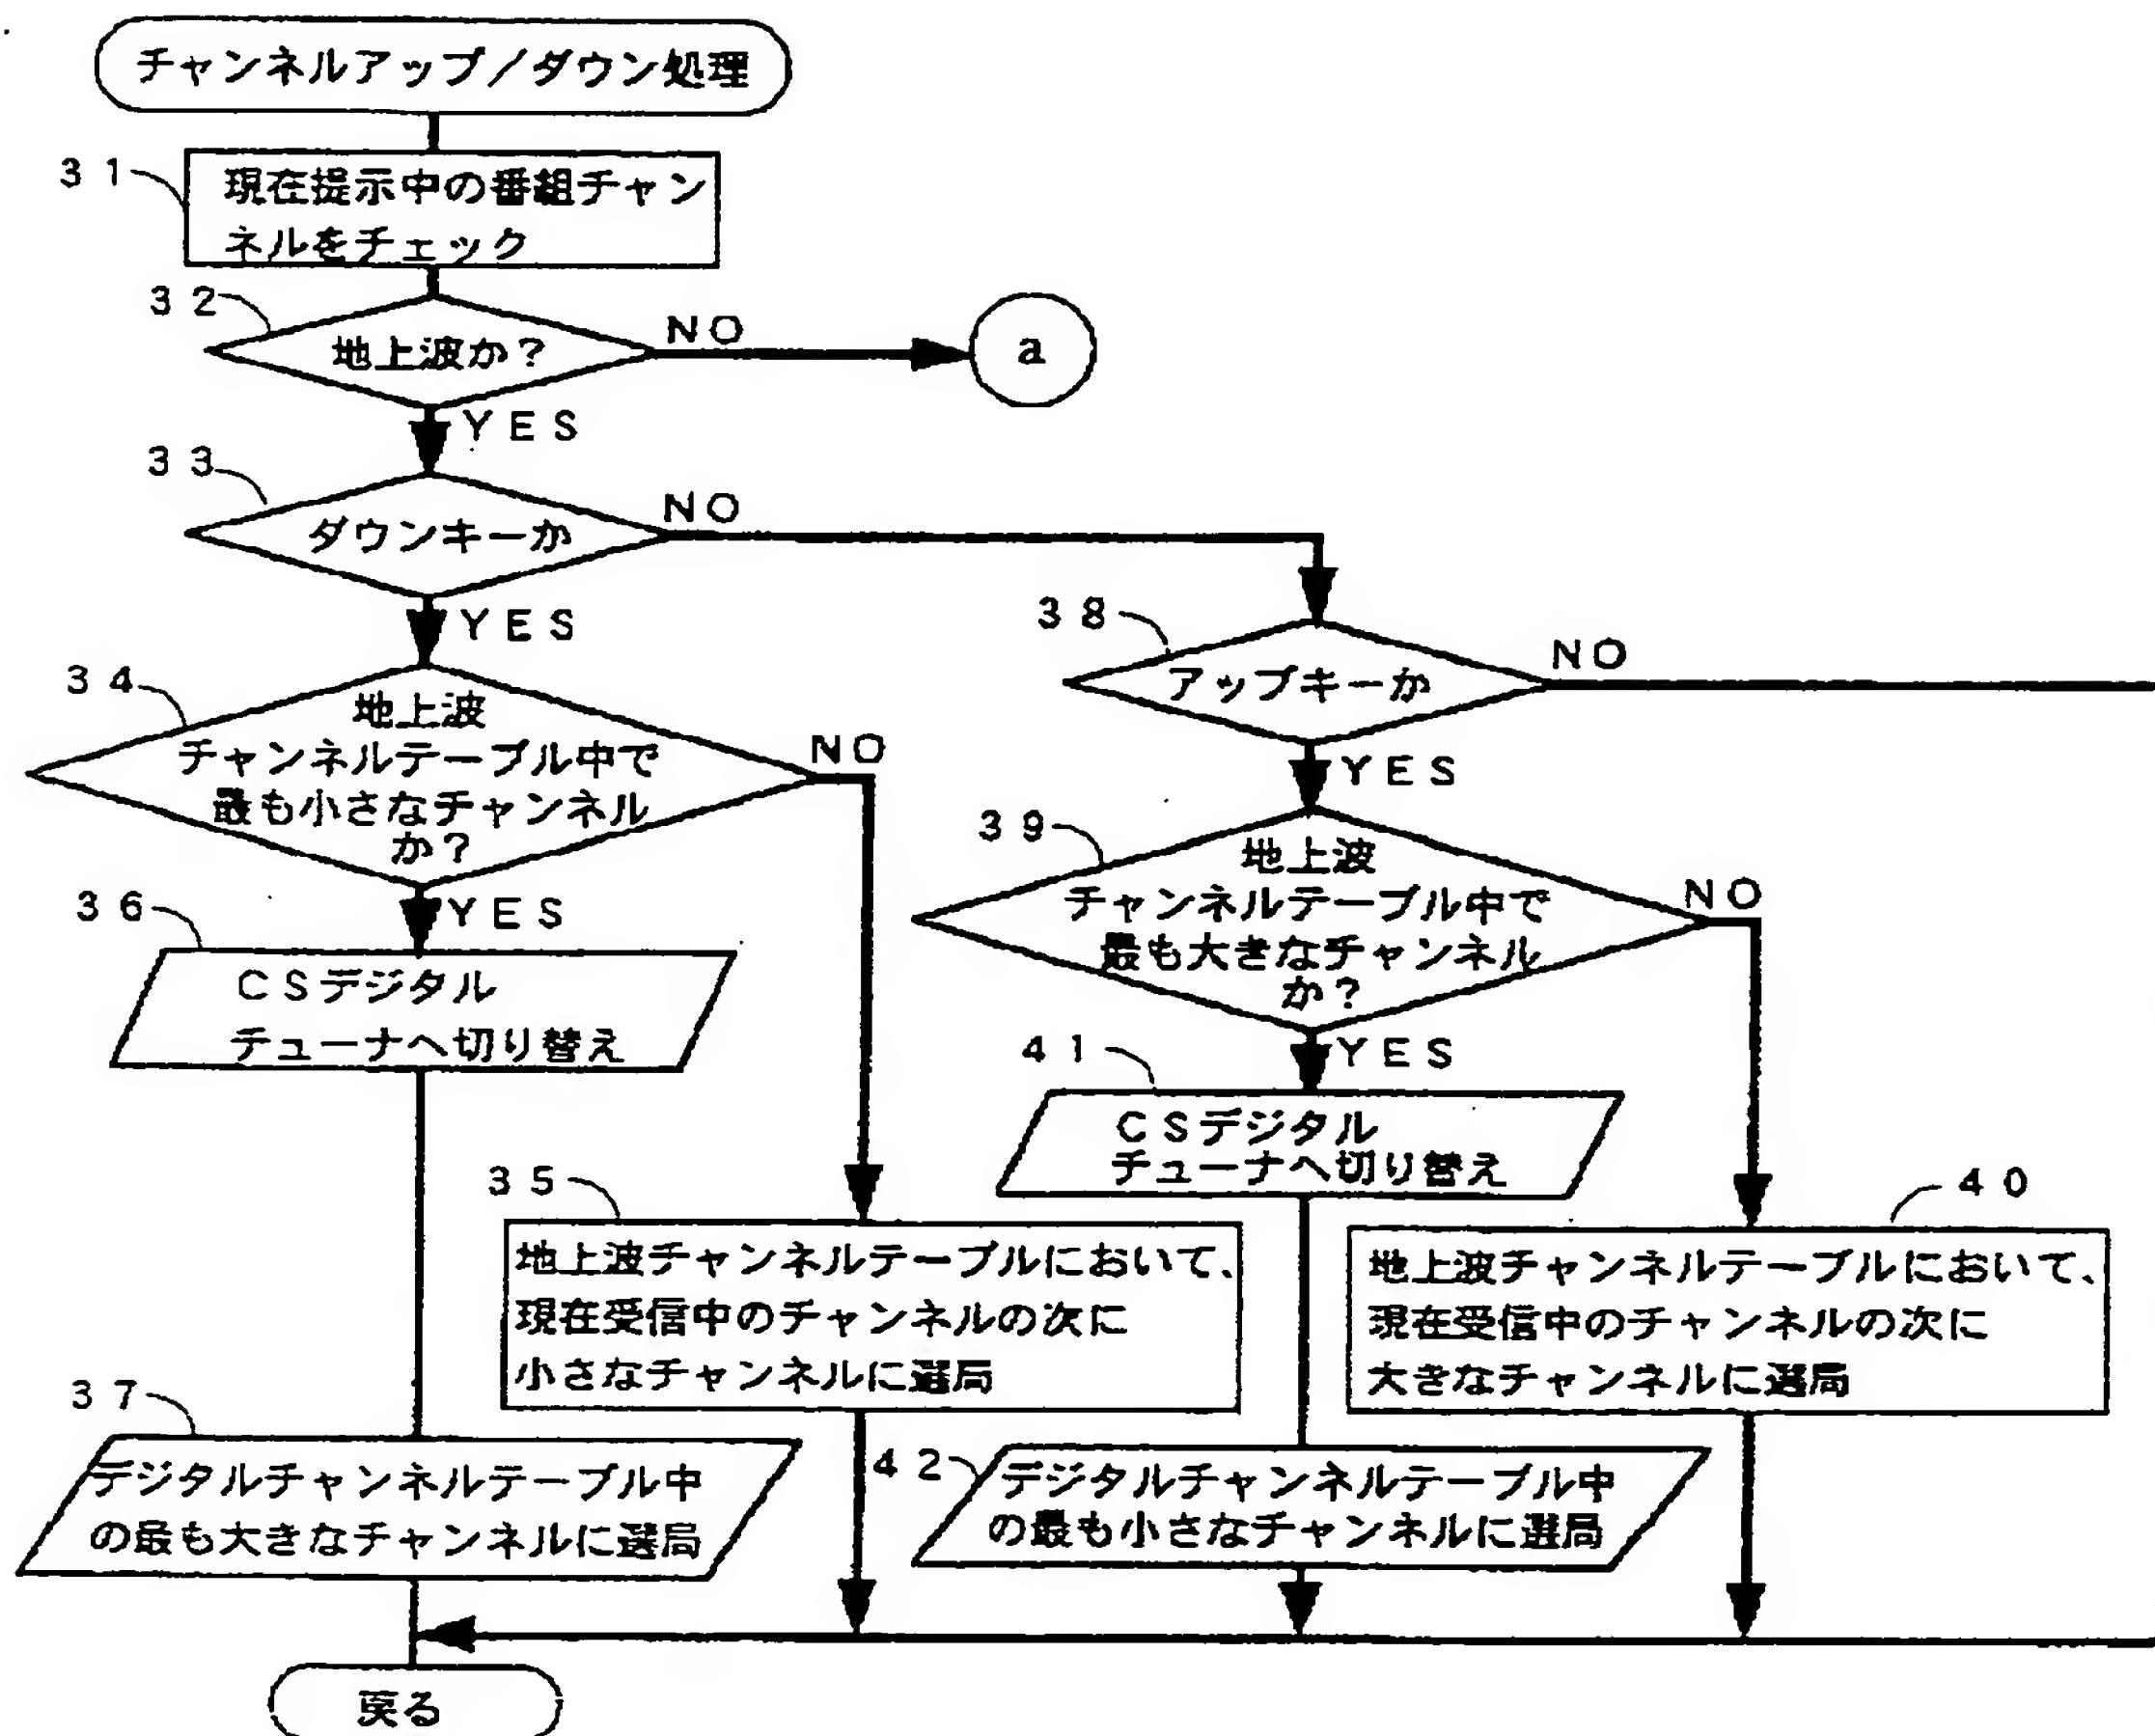 チャンネルアップ/ダウン処理
31
現在提示中の番組チャン
ネルをチェック
32
地上波か?
NO
a
YES
33
ダウンキーか
NO
YES
38
アップキーか
NO
YES
34
地上波
チャンネルテーブル中で
最も小さなチャンネル
か?
NO
YES
39
地上波
チャンネルテーブル中で
最も大きなチャンネル
か?
NO
YES
36
CSデジタル
チューナへ切り替え
41
CSデジタル
チューナへ切り替え
35
地上波チャンネルテーブルにおいて、
現在受信中のチャンネルの次に
小さなチャンネルに選局
40
地上波チャンネルテーブルにおいて、
現在受信中のチャンネルの次に
大きなチャンネルに選局
37
デジタルチャンネルテーブル中
の最も大きなチャンネルに選局
42
デジタルチャンネルテーブル中
の最も小さなチャンネルに選局
戻る